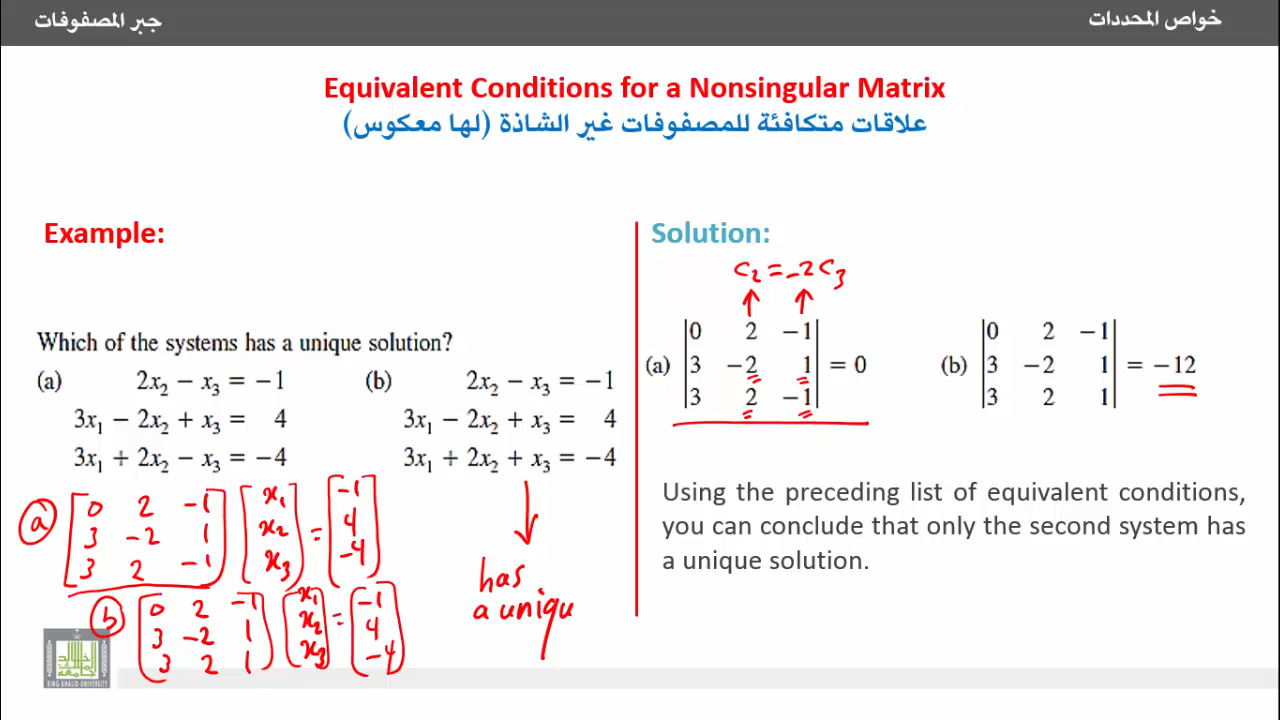 جبر المصفوفات
خواص المحددات
Equivalent Conditions for a Nonsingular Matrix
علاقات متكافئة للمصفوفات غير الشاذة (لها معكوس)
Example:
Which of the systems has a unique solution?
(a) 2x₂ − x₃ = −1
3x₁ − 2x₂ + x₃ = 4
3x₁ + 2x₂ − x₃ = −4
(b) 2x₂ − x₃ = −1
3x₁ − 2x₂ + x₃ = 4
3x₁ + 2x₂ + x₃ = −4
a [0 2 -1] [x₁] [-1]
[3 -2 1] [x₂] = [4]
[3 2 -1] [x₃] [-4]
b [0 2 -1] [x₁] [-1]
[3 -2 1] [x₂] = [4]
[3 2 1] [x₃] [-4]
has
a uniqu
Solution:
C₂ = -2 C₃
(a) |0 2 −1|
|3 −2 1| = 0
|3 2 −1|
(b) |0 2 −1|
|3 −2 1| = −12
|3 2 1|
Using the preceding list of equivalent conditions,
you can conclude that only the second system has
a unique solution.
KING KHALID UNIVERSITY